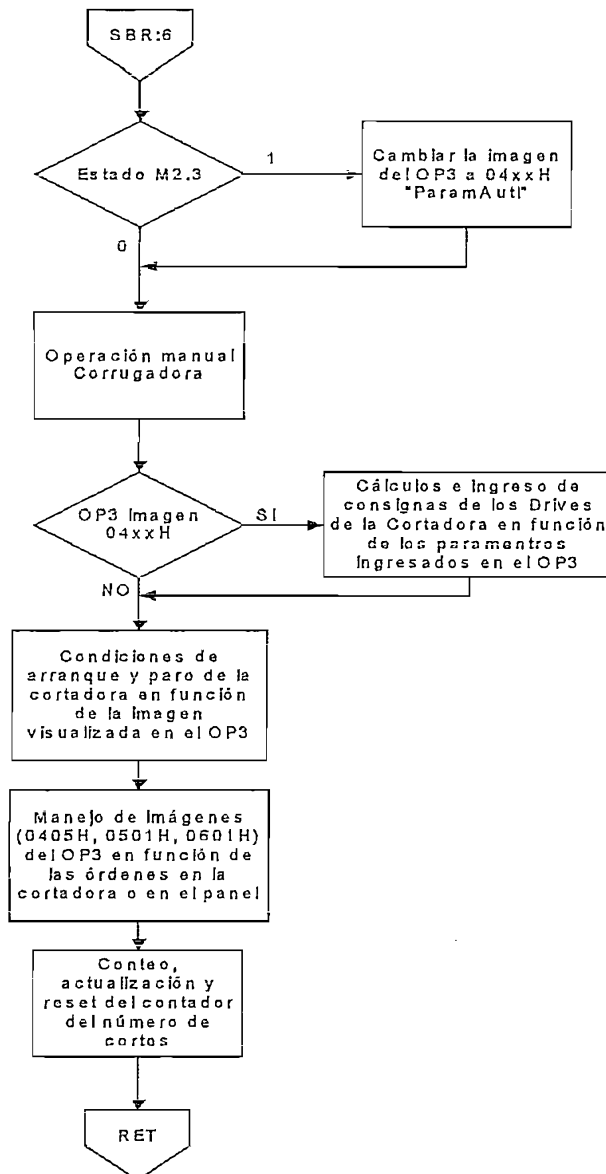 SBR:6
Estado M2.3
1
Cambiar la imagen
del OP3 a 04xxH
"ParamAutI"
0
Operación manual
Corrugadora
OP3 Imagen
04xxH
SI
Cálculos e Ingreso de
consignas de los Drives
de la Cortadora en función
de los paramentros
Ingresados en el OP3
NO
Condiciones de
arranque y paro de la
cortadora en función
de la Imagen
visualizada en el OP3
Manejo de Imágenes
(0405H, 0501H, 0601H)
del OP3 en función de
las órdenes en la
cortadora o en el panel
Conteo,
actualización y
reset del contador
del número de
cortes
RET